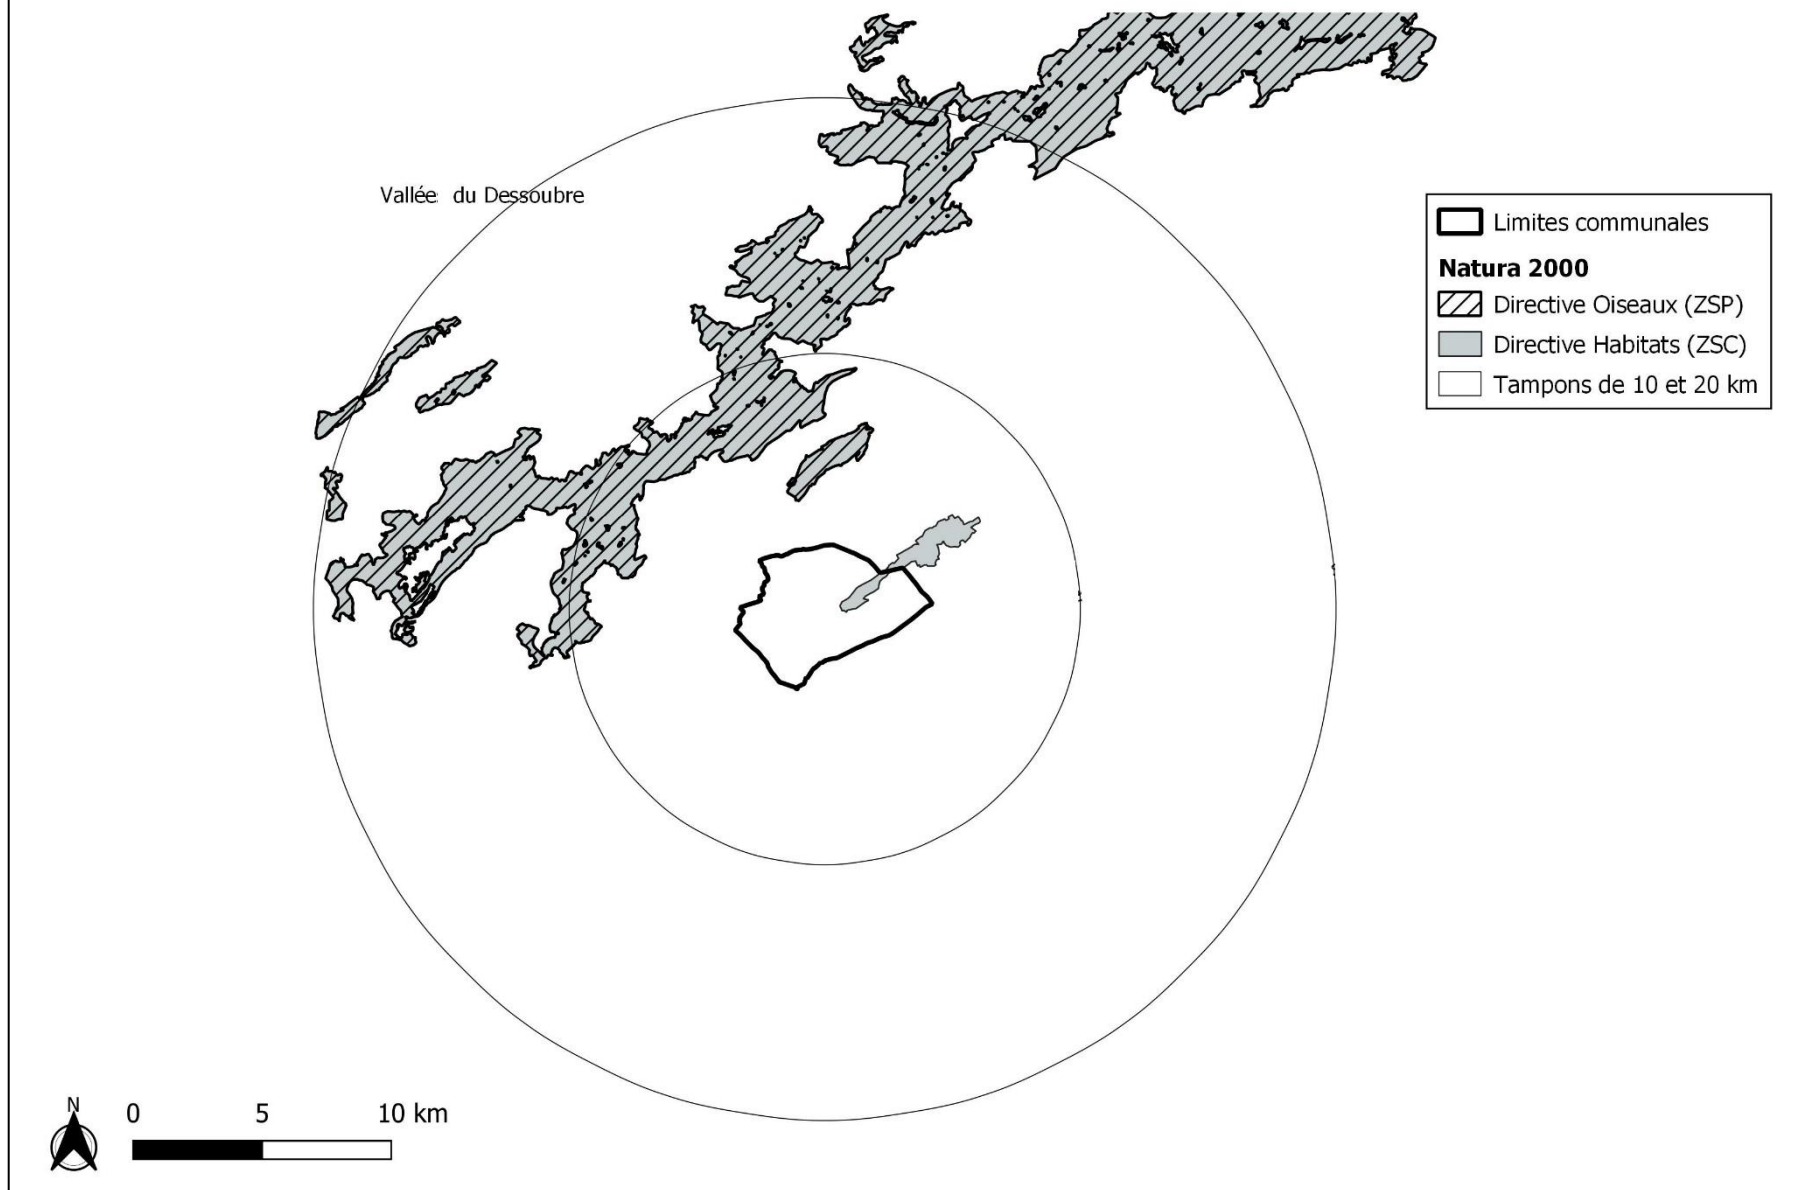 Vallée du Dessoubre
Limites communales
Natura 2000
Directive Oiseaux (ZSP)
Directive Habitats (ZSC)
Tampons de 10 et 20 km
N
0 5 10 km